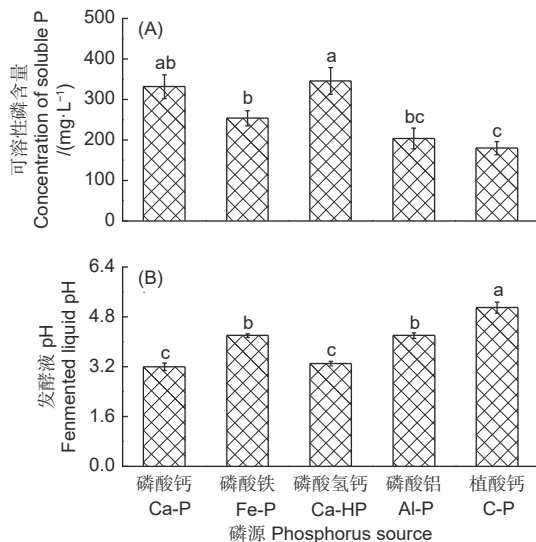 可溶性磷含量
Concentration of soluble P
/(mg·L⁻¹)
500
400
300
200
100
0
(A)
ab
b
a
bc
c
发酵液 pH
Fenmented liquid pH
6.4
4.8
3.2
1.6
0.0
(B)
c
b
c
b
a
磷酸钙 磷酸铁 磷酸氢钙 磷酸铝 植酸钙
Ca-P Fe-P Ca-HP Al-P C-P
磷源 Phosphorus source